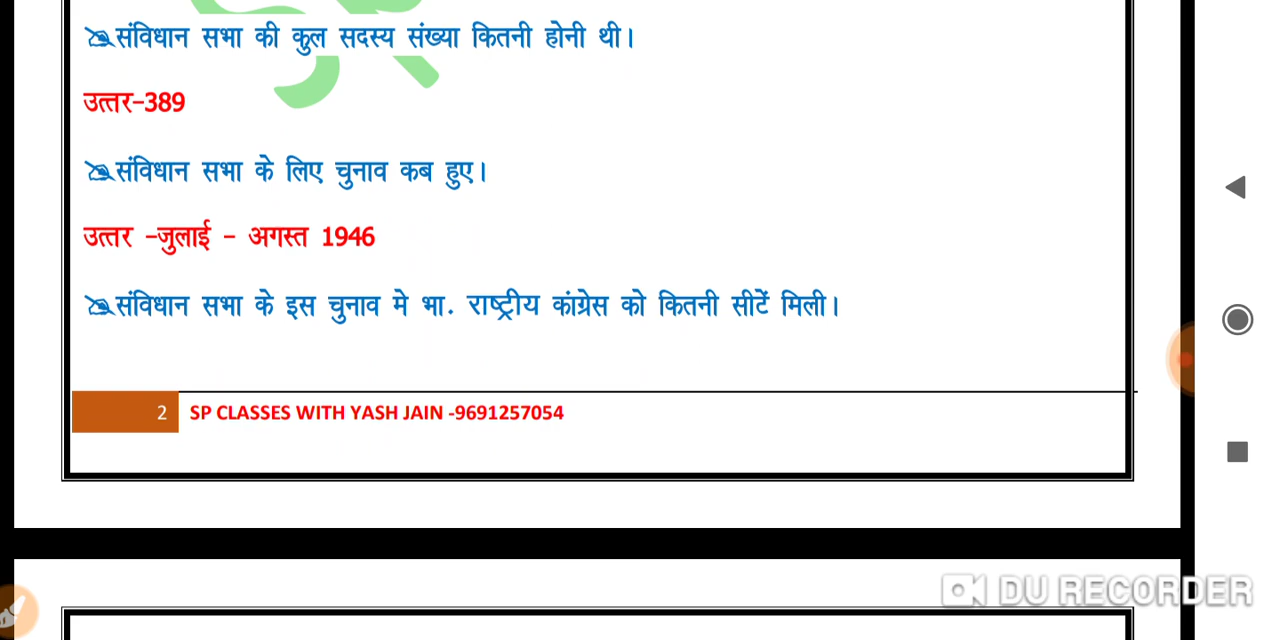 संविधान सभा की कुल सदस्य संख्या कितनी होनी थी।
उत्तर-389
संविधान सभा के लिए चुनाव कब हुए।
उत्तर -जुलाई - अगस्त 1946
संविधान सभा के इस चुनाव मे भा. राष्ट्रीय कांग्रेस को कितनी सीटें मिली।
2 SP CLASSES WITH YASH JAIN -9691257054
DU RECORDER